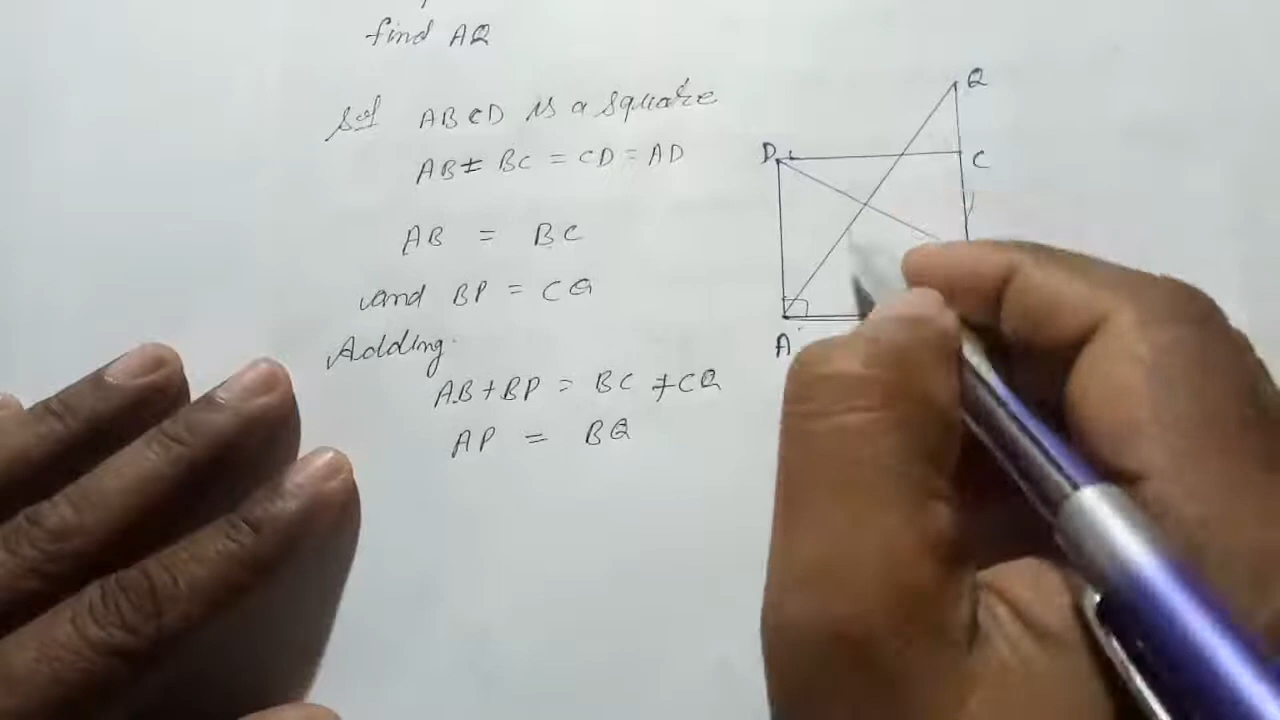 find AQ
Sol ABCD is a square
AB = BC = CD = AD
AB = BC
and BP = CQ
Adding
AB + BP = BC + CQ
AP = BQ
Q
D
C
A